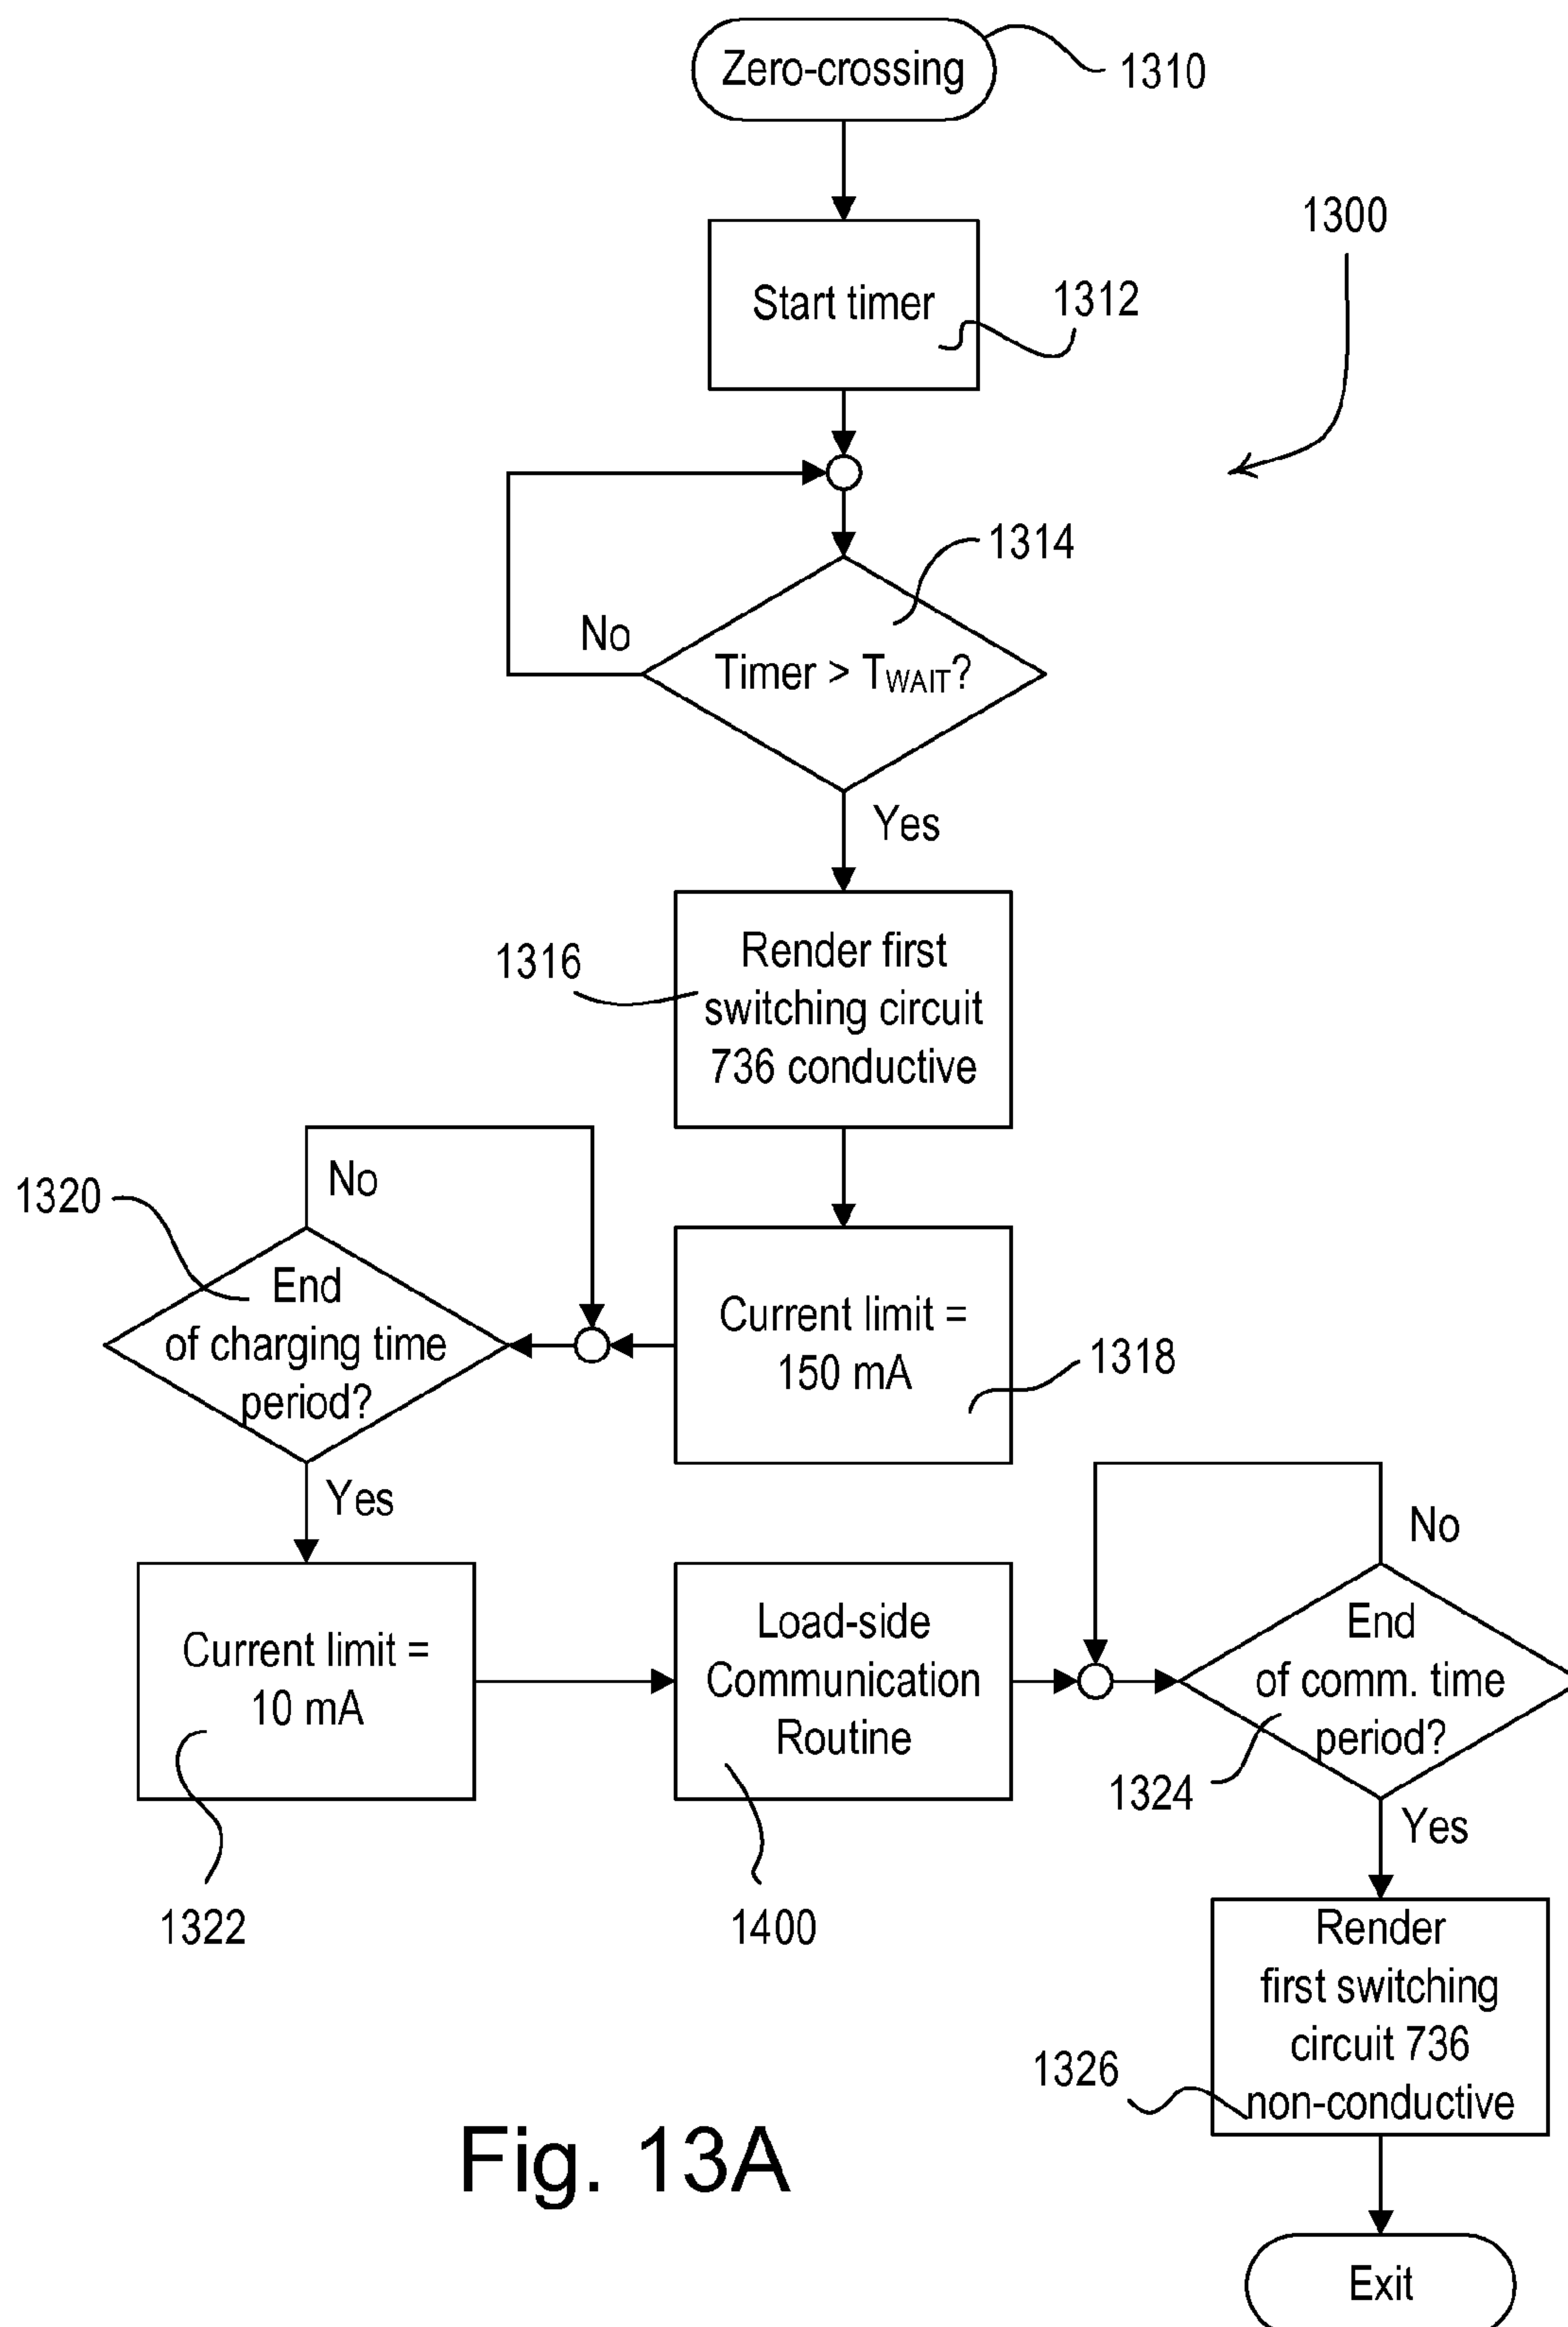 Zero-crossing
1310
1300
Start timer
1312
1314
No
Timer > TWAIT?
Yes
1316
Render first
switching circuit
736 conductive
No
1320
End
of charging time
period?
Current limit =
150 mA
1318
Yes
No
Current limit =
10 mA
Load-side
Communication
Routine
End
of comm. time
period?
1324
Yes
1322
1400
Render
first switching
circuit 736
non-conductive
1326
Fig. 13A
Exit